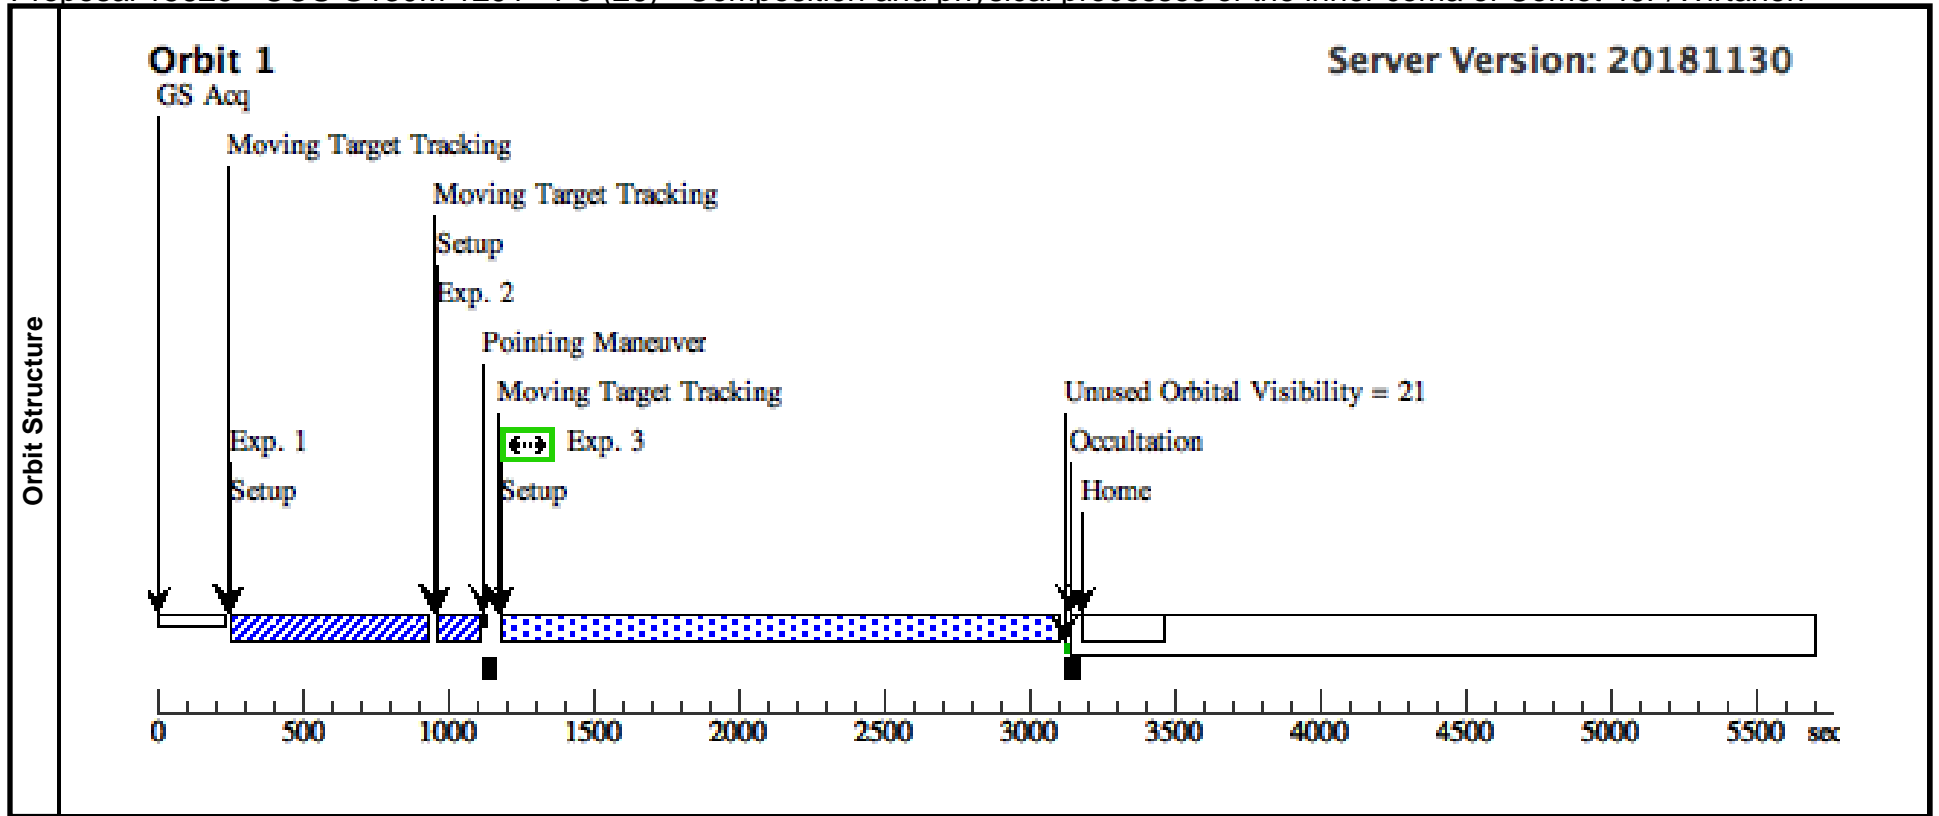 Orbit 1
Server Version: 20181130
GS Acq
Moving Target Tracking
Moving Target Tracking
Setup
Exp. 2
Pointing Maneuver
Moving Target Tracking
Unused Orbital Visibility = 21
Exp. 1
Exp. 3
Occultation
Setup
Setup
Home
Orbit Structure
0 500 1000 1500 2000 2500 3000 3500 4000 4500 5000 5500 sec